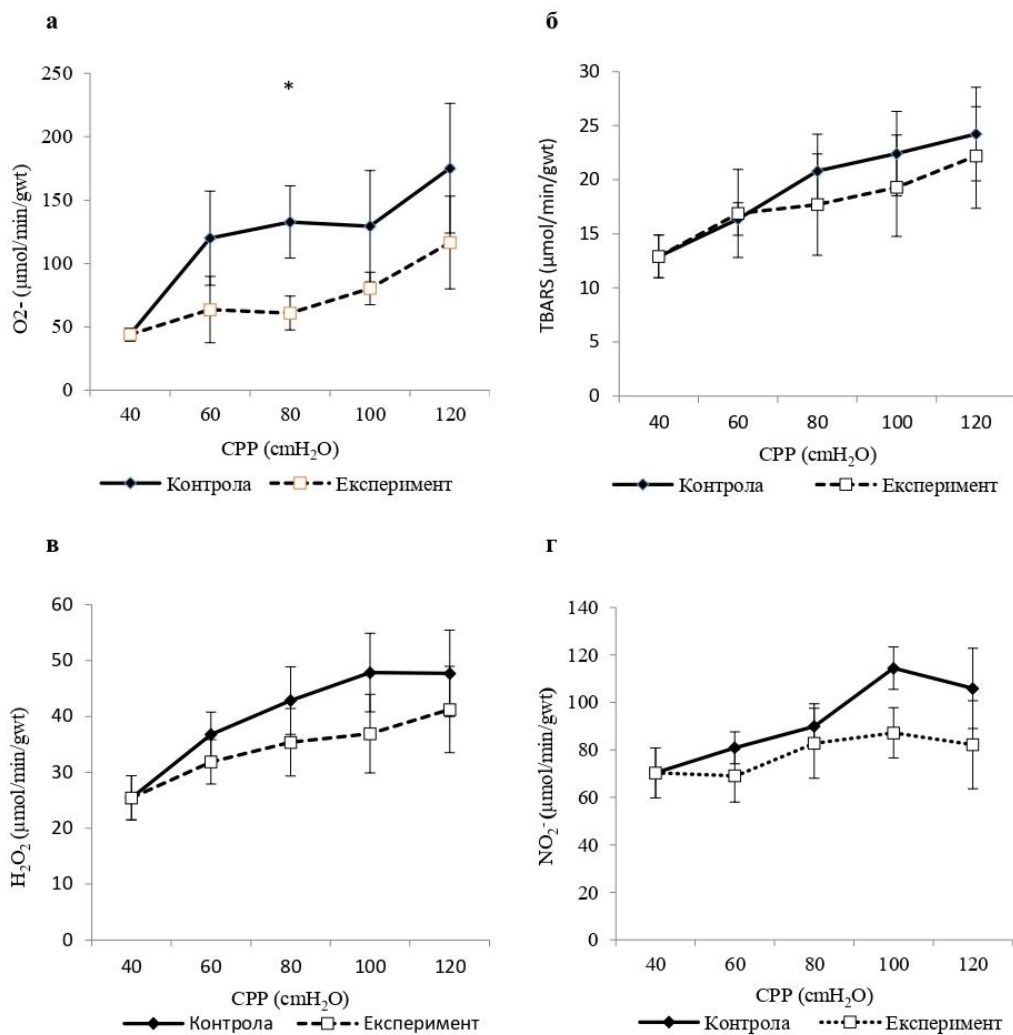 а
250
200
150
100
50
0
*
O2- (μmol/min/gwt)
40 60 80 100 120
CPP (cmH₂O)
Контрола Експеримент
б
30
25
20
15
10
5
0
TBARS (μmol/min/gwt)
40 60 80 100 120
CPP (cmH₂O)
Контрола Експеримент
в
60
50
40
30
20
10
0
H₂O₂ (μmol/min/gwt)
40 60 80 100 120
CPP (cmH₂O)
Контрола Експеримент
г
140
120
100
80
60
40
20
0
NO₂⁻ (μmol/min/gwt)
40 60 80 100 120
CPP (cmH₂O)
Контрола Експеримент